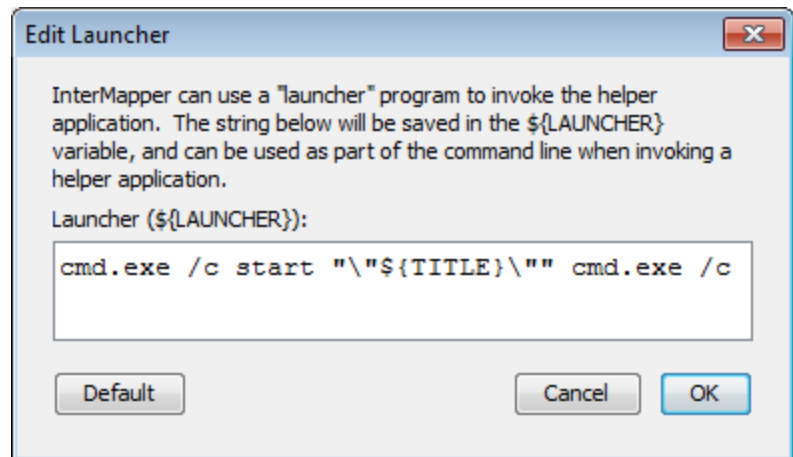 Edit Launcher
InterMapper can use a "launcher" program to invoke the helper
application.  The string below will be saved in the ${LAUNCHER}
variable, and can be used as part of the command line when invoking a
helper application.
Launcher (${LAUNCHER}):
cmd.exe /c start "\"${TITLE}\"" cmd.exe /c
Default
Cancel
OK